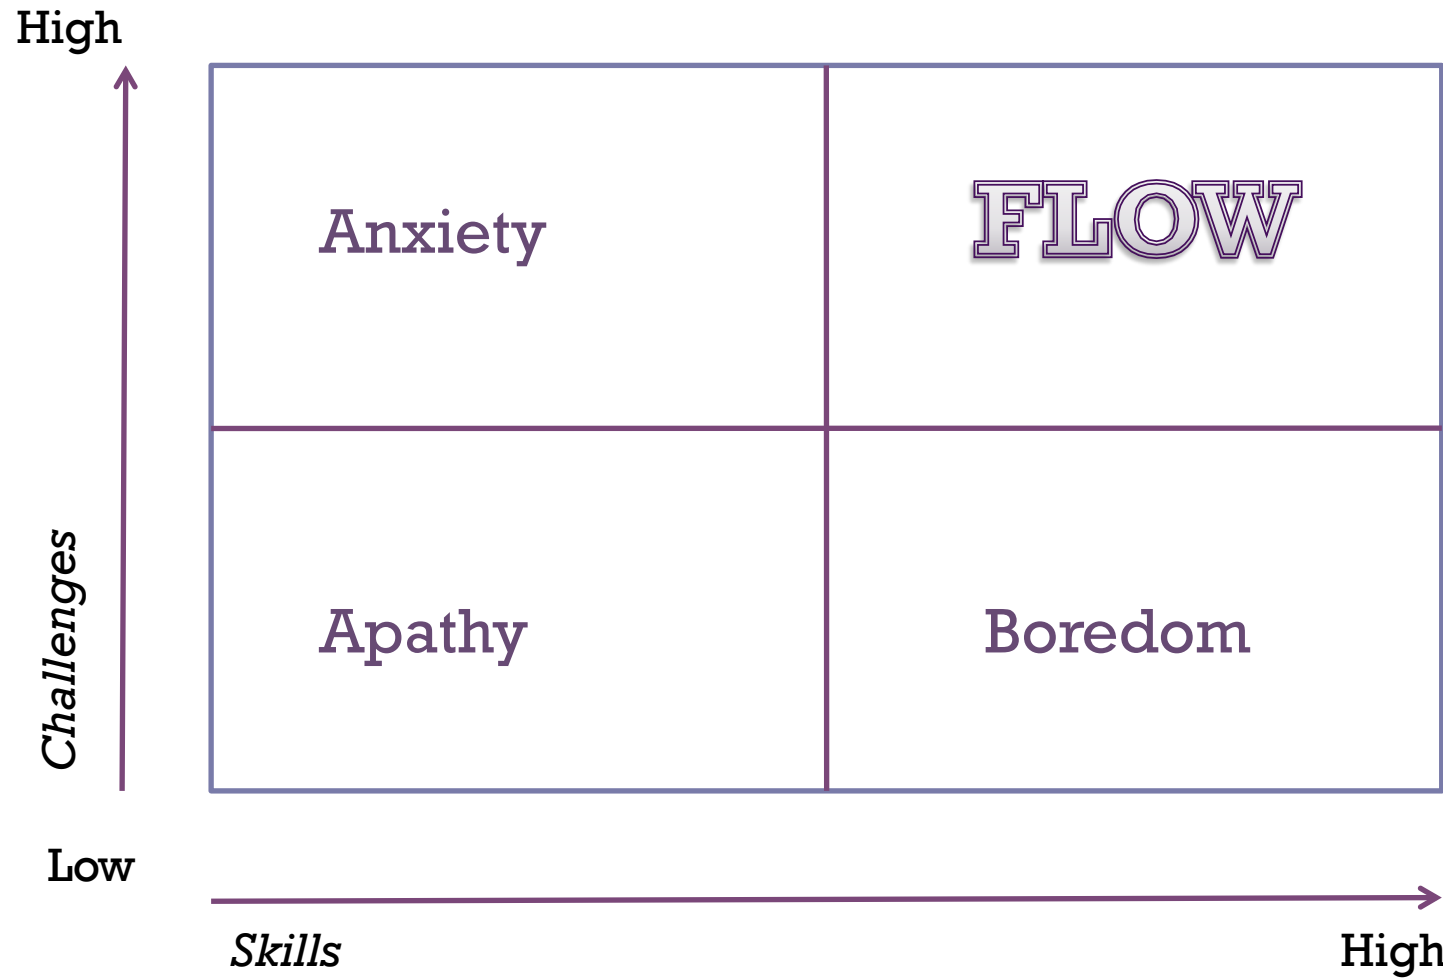 High
Anxiety
FLOW
Challenges
Apathy
Boredom
Low
Skills
High